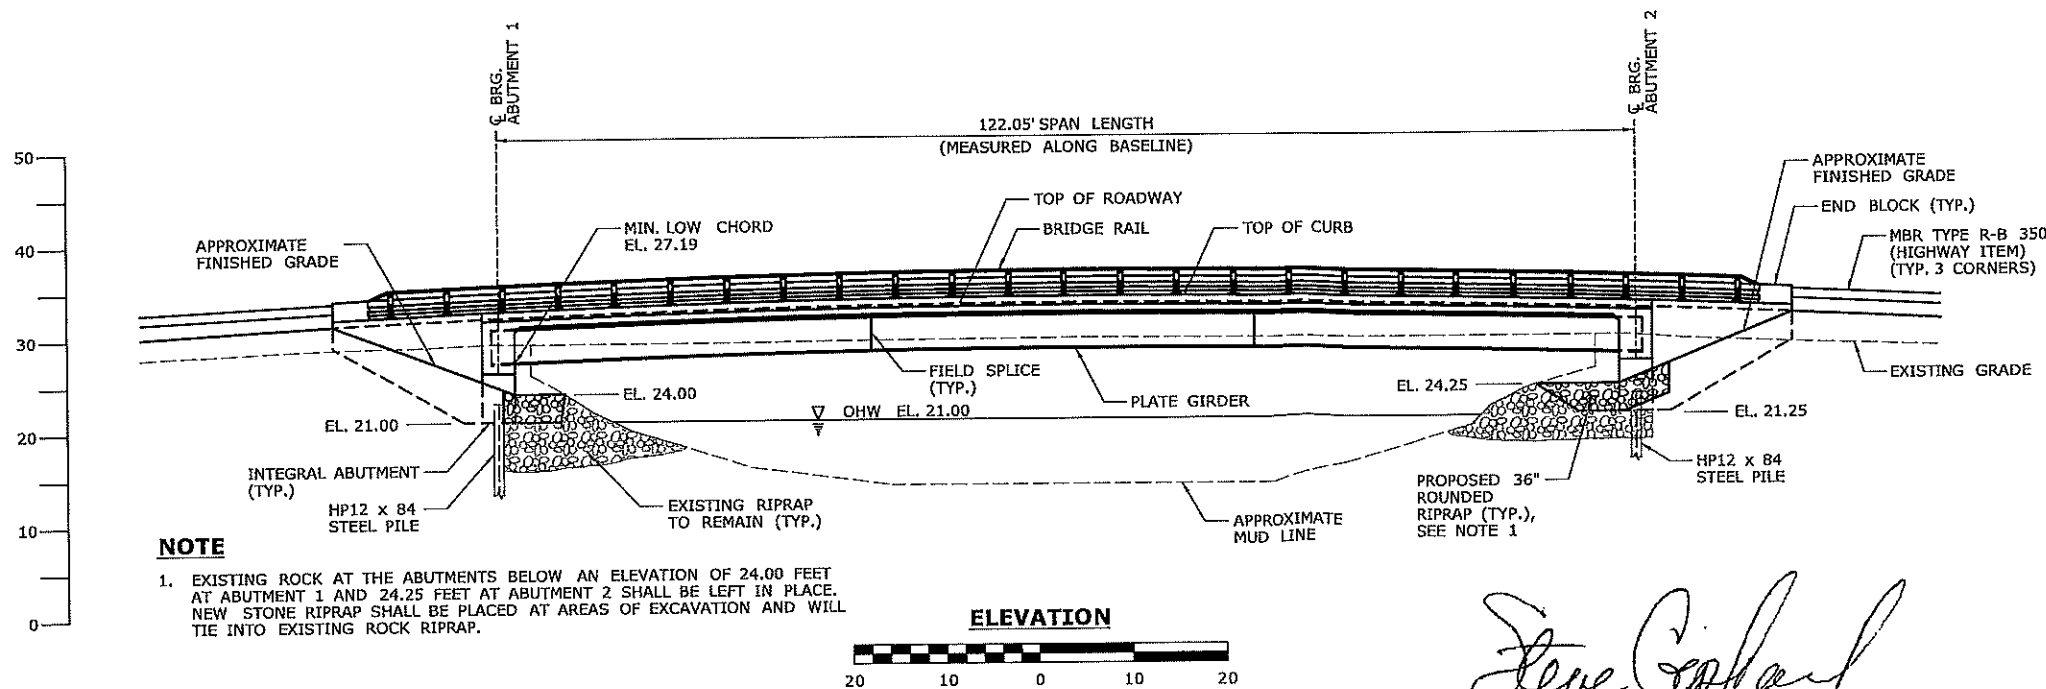 ℄ BRG.
ABUTMENT 1
℄ BRG.
ABUTMENT 2
122.05' SPAN LENGTH
(MEASURED ALONG BASELINE)
50
40
30
20
10
0
APPROXIMATE
FINISHED GRADE
MIN. LOW CHORD
EL. 27.19
TOP OF ROADWAY
BRIDGE RAIL
TOP OF CURB
APPROXIMATE
FINISHED GRADE
END BLOCK (TYP.)
MBR TYPE R-B 350
(HIGHWAY ITEM)
(TYP. 3 CORNERS)
EXISTING GRADE
EL. 24.00
FIELD SPLICE
(TYP.)
PLATE GIRDER
EL. 24.25
OHW EL. 21.00
EL. 21.00
EL. 21.25
INTEGRAL ABUTMENT
(TYP.)
HP12 x 84
STEEL PILE
EXISTING RIPRAP
TO REMAIN (TYP.)
APPROXIMATE
MUD LINE
PROPOSED 36"
ROUNDED
RIPRAP (TYP.),
SEE NOTE 1
HP12 x 84
STEEL PILE
NOTE
1. EXISTING ROCK AT THE ABUTMENTS BELOW AN ELEVATION OF 24.00 FEET
AT ABUTMENT 1 AND 24.25 FEET AT ABUTMENT 2 SHALL BE LEFT IN PLACE.
NEW STONE RIPRAP SHALL BE PLACED AT AREAS OF EXCAVATION AND WILL
TIE INTO EXISTING ROCK RIPRAP.
ELEVATION
20 10 0 10 20